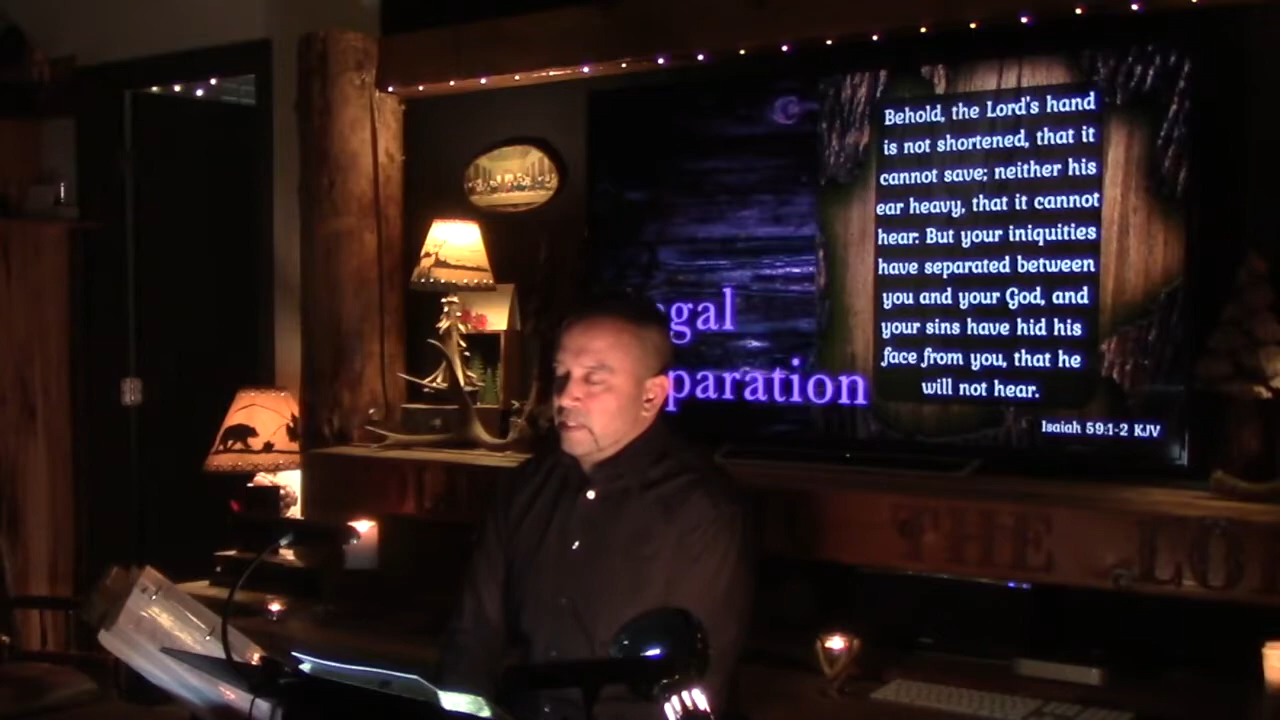 Behold, the Lord's hand
is not shortened, that it
cannot save; neither his
ear heavy, that it cannot
hear. But your iniquities
have separated between
you and your God, and
your sins have hid his
face from you, that he
will not hear.
Isaiah 59:1-2 KJV
egal
paration
THE LO